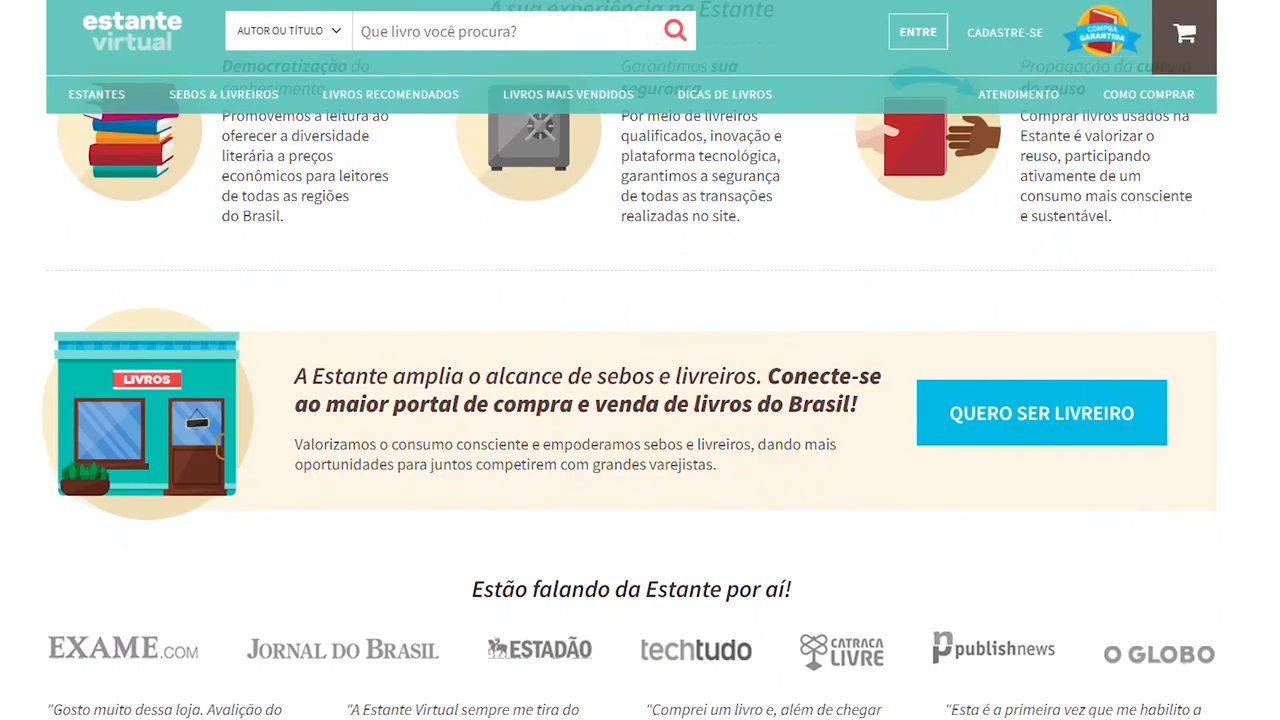 A sua experiência na Estante
estante
virtual
AUTOR OU TÍTULO
Que livro você procura?
ENTRE
CADASTRE-SE
COMPRA
GARANTIDA
ESTANTES
SEBOS & LIVREIROS
LIVROS RECOMENDADOS
LIVROS MAIS VENDIDOS
DICAS DE LIVROS
ATENDIMENTO
COMO COMPRAR
Democratização do
conhecimento
Promovemos a leitura ao
oferecer a diversidade
literária a preços
econômicos para leitores
de todas as regiões
do Brasil.
Garantimos sua
segurança
Por meio de livreiros
qualificados, inovação e
plataforma tecnológica,
garantimos a segurança
de todas as transações
realizadas no site.
Propagação da cultura
do reuso
Comprar livros usados na
Estante é valorizar o
reuso, participando
ativamente de um
consumo mais consciente
e sustentável.
LIVROS
A Estante amplia o alcance de sebos e livreiros. Conecte-se
ao maior portal de compra e venda de livros do Brasil!
Valorizamos o consumo consciente e empoderamos sebos e livreiros, dando mais
oportunidades para juntos competirem com grandes varejistas.
QUERO SER LIVREIRO
Estão falando da Estante por aí!
EXAME.COM
JORNAL DO BRASIL
ESTADÃO
techtudo
CATRACA
LIVRE
publishnews
O GLOBO
"Gosto muito dessa loja. Avalição do
"A Estante Virtual sempre me tira do
"Comprei um livro e, além de chegar
"Esta é a primeira vez que me habilito a